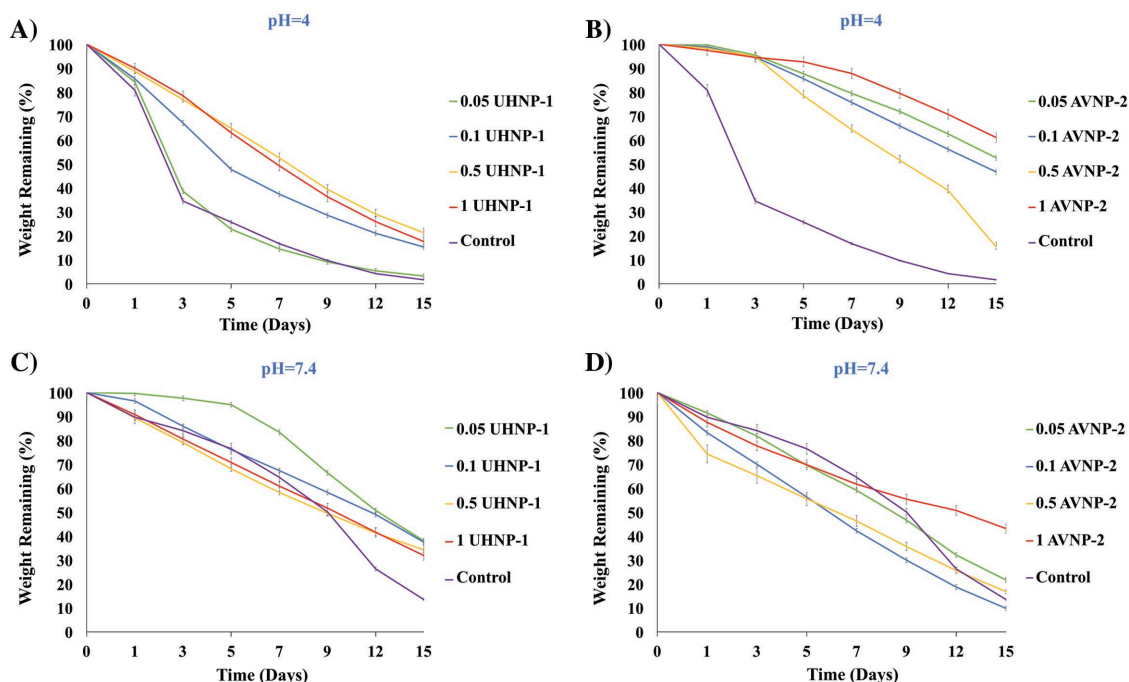 A)
pH=4
Weight Remaining (%)
100
90
80
70
60
50
40
30
20
10
0
0 1 3 5 7 9 12 15
Time (Days)
0.05 UHNP-1
0.1 UHNP-1
0.5 UHNP-1
1 UHNP-1
Control
B)
pH=4
Weight Remaining (%)
100
90
80
70
60
50
40
30
20
10
0
0 1 3 5 7 9 12 15
Time (Days)
0.05 AVNP-2
0.1 AVNP-2
0.5 AVNP-2
1 AVNP-2
Control
C)
pH=7.4
Weight Remaining (%)
100
90
80
70
60
50
40
30
20
10
0
0 1 3 5 7 9 12 15
Time (Days)
0.05 UHNP-1
0.1 UHNP-1
0.5 UHNP-1
1 UHNP-1
Control
D)
pH=7.4
Weight Remaining (%)
100
90
80
70
60
50
40
30
20
10
0
0 1 3 5 7 9 12 15
Time (Days)
0.05 AVNP-2
0.1 AVNP-2
0.5 AVNP-2
1 AVNP-2
Control